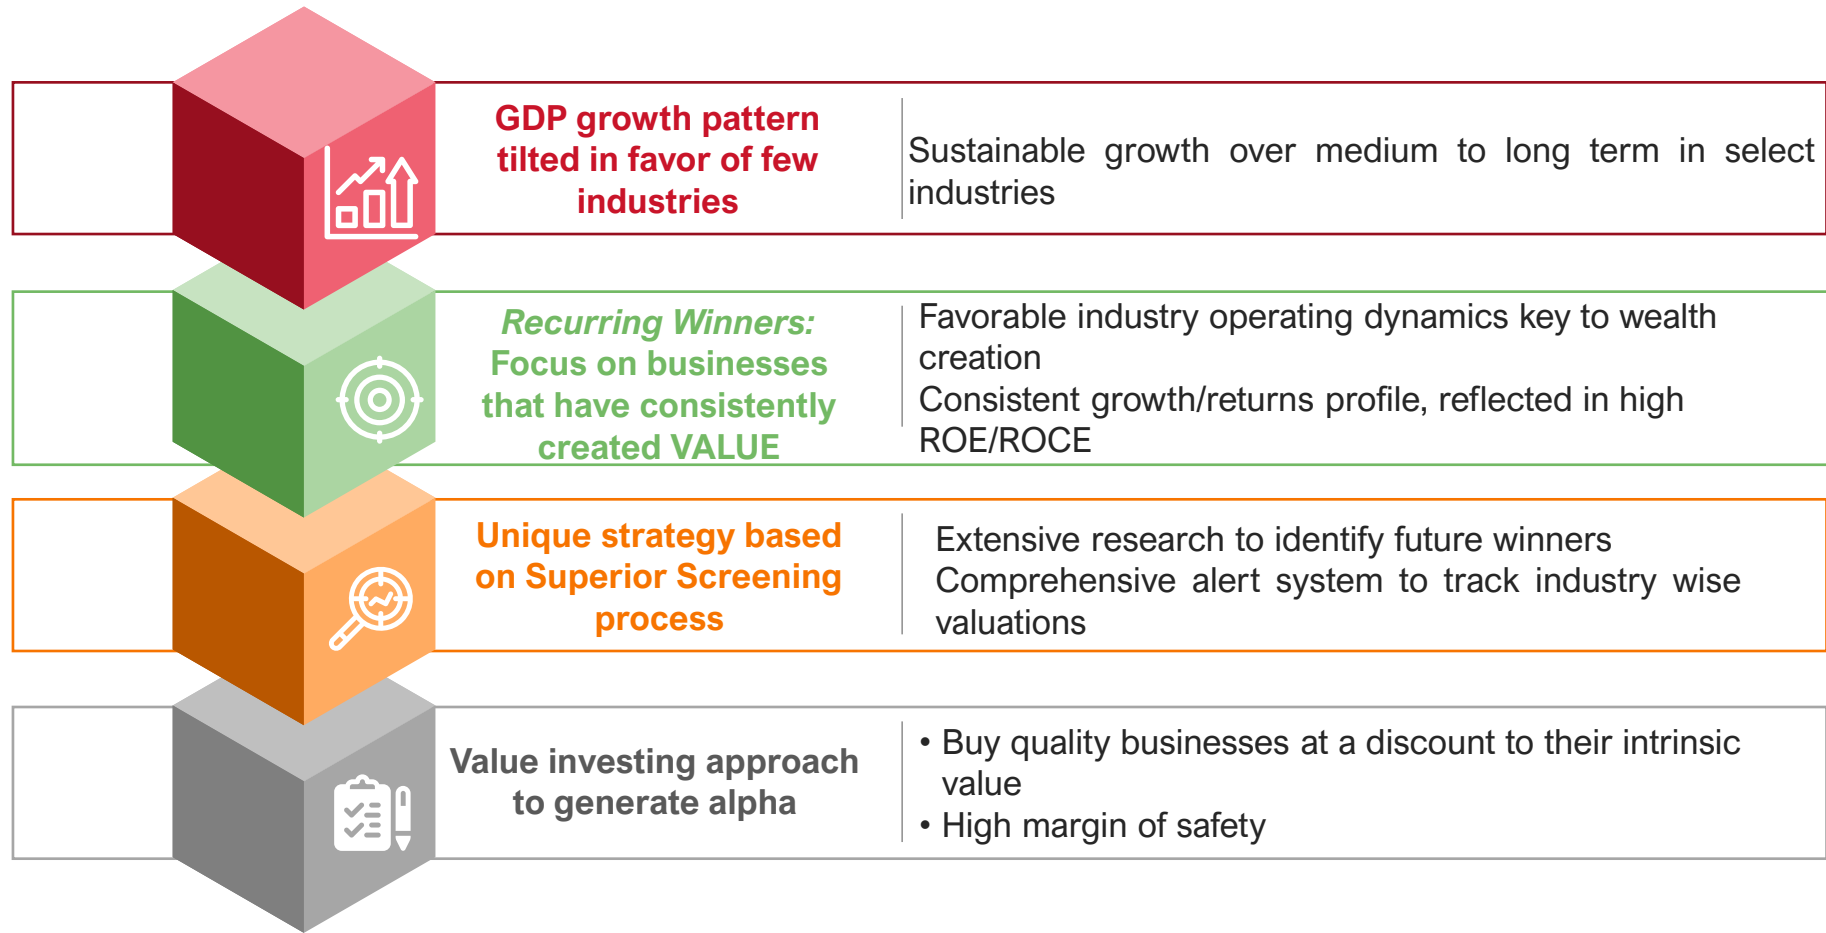 GDP growth pattern
tilted in favor of few
industries
Sustainable growth over medium to long term in select
industries
Recurring Winners:
Focus on businesses
that have consistently
created VALUE
Favorable industry operating dynamics key to wealth
creation
Consistent growth/returns profile, reflected in high
ROE/ROCE
Unique strategy based
on Superior Screening
process
Extensive research to identify future winners
Comprehensive alert system to track industry wise
valuations
Value investing approach
to generate alpha
• Buy quality businesses at a discount to their intrinsic
value
• High margin of safety